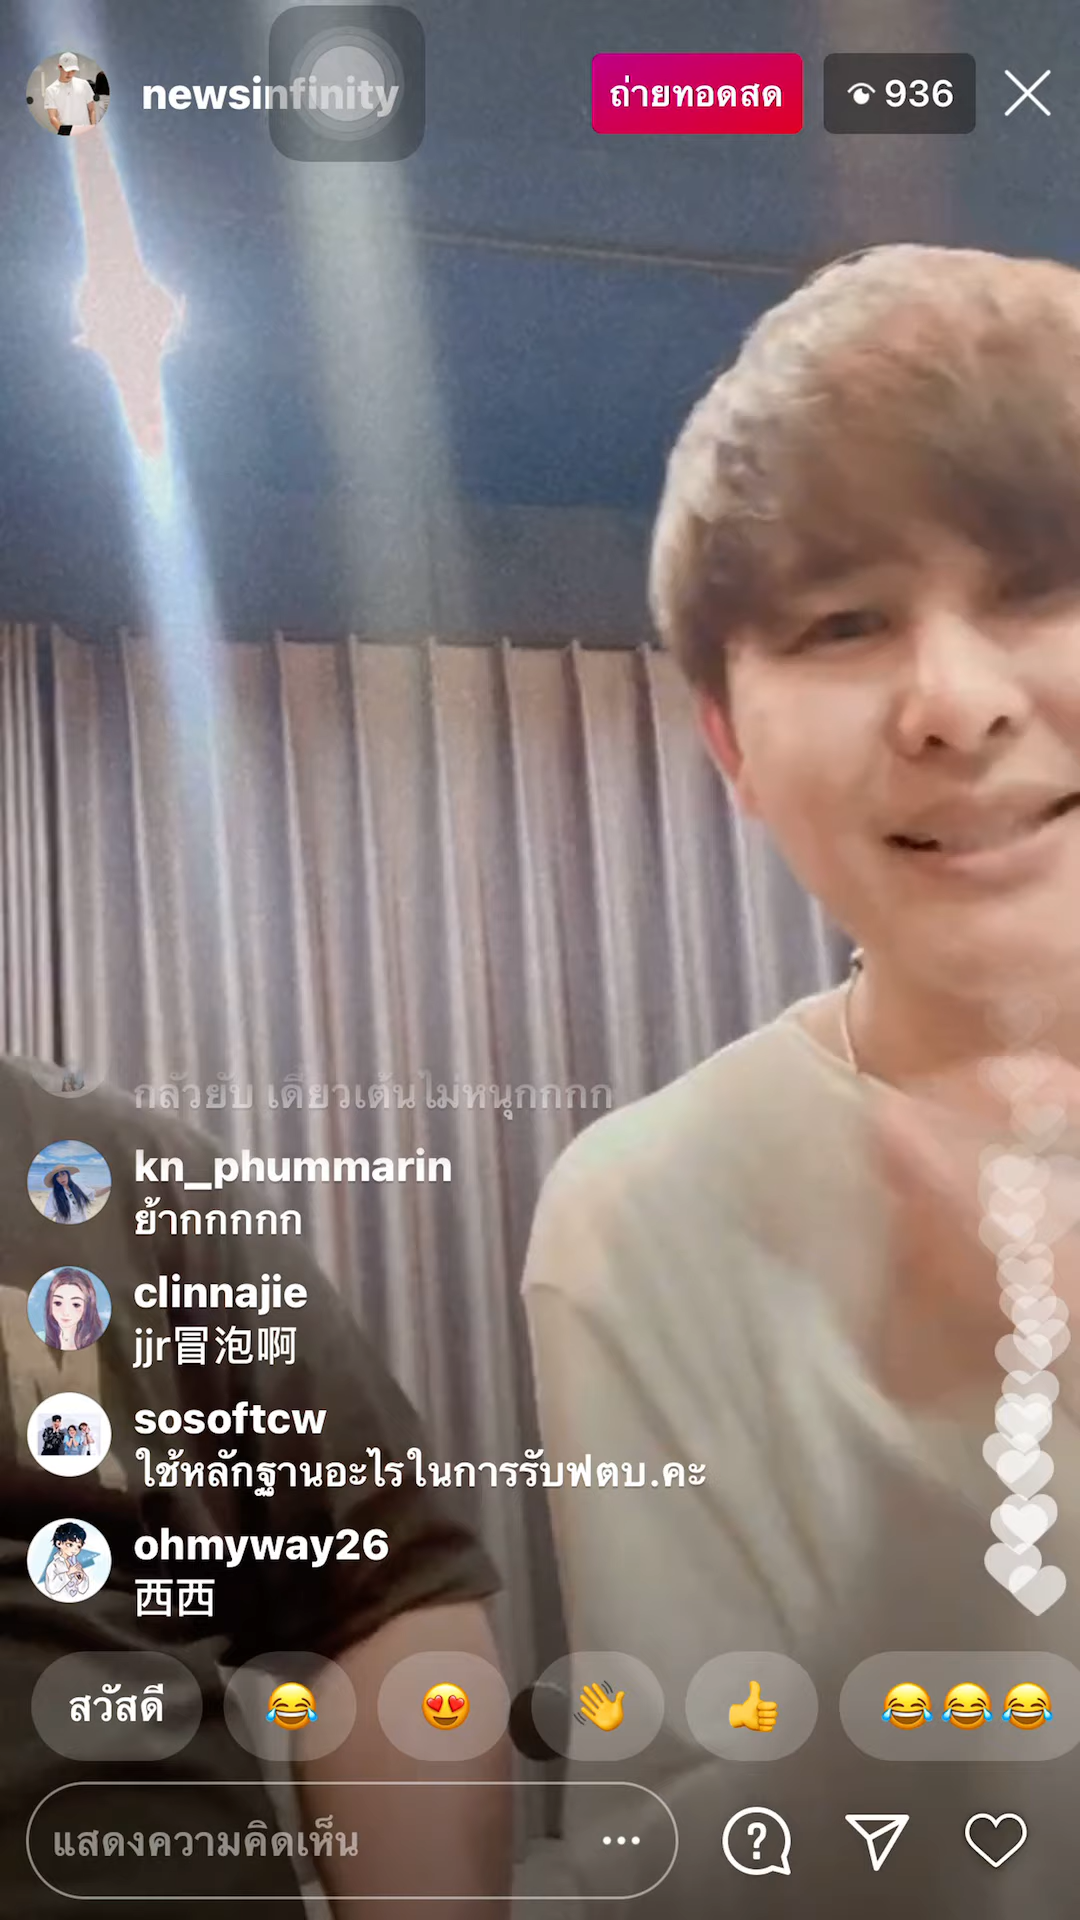 newsinfinity
ถ่ายทอดสด
936
กลัวยับ เดี๋ยวเต้นไม่หนุกกกก
kn_phummarin
ย้ากกกกก
clinnajie
jjr冒泡啊
sosoftcw
ใช้หลักฐานอะไรในการรับฟตบ.คะ
ohmyway26
西西
สวัสดี
แสดงความคิดเห็น